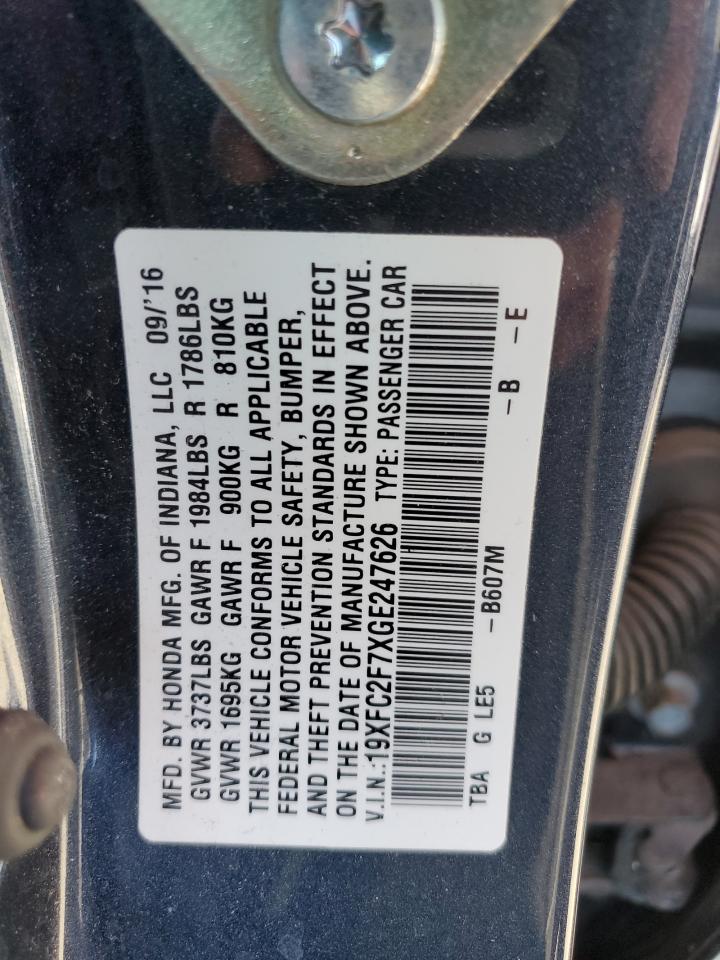 MFD. BY HONDA MFG. OF INDIANA, LLC 09/'16
GVWR 3737LBS GAWR F 1984LBS R 1786LBS
GVWR 1695KG GAWR F 900KG R 810KG
THIS VEHICLE CONFORMS TO ALL APPLICABLE
FEDERAL MOTOR VEHICLE SAFETY, BUMPER,
AND THEFT PREVENTION STANDARDS IN EFFECT
ON THE DATE OF MANUFACTURE SHOWN ABOVE.
V.I.N.:19XFC2F7XGE247626 TYPE: PASSENGER CAR
TBA G LE5 -B607M -B -E